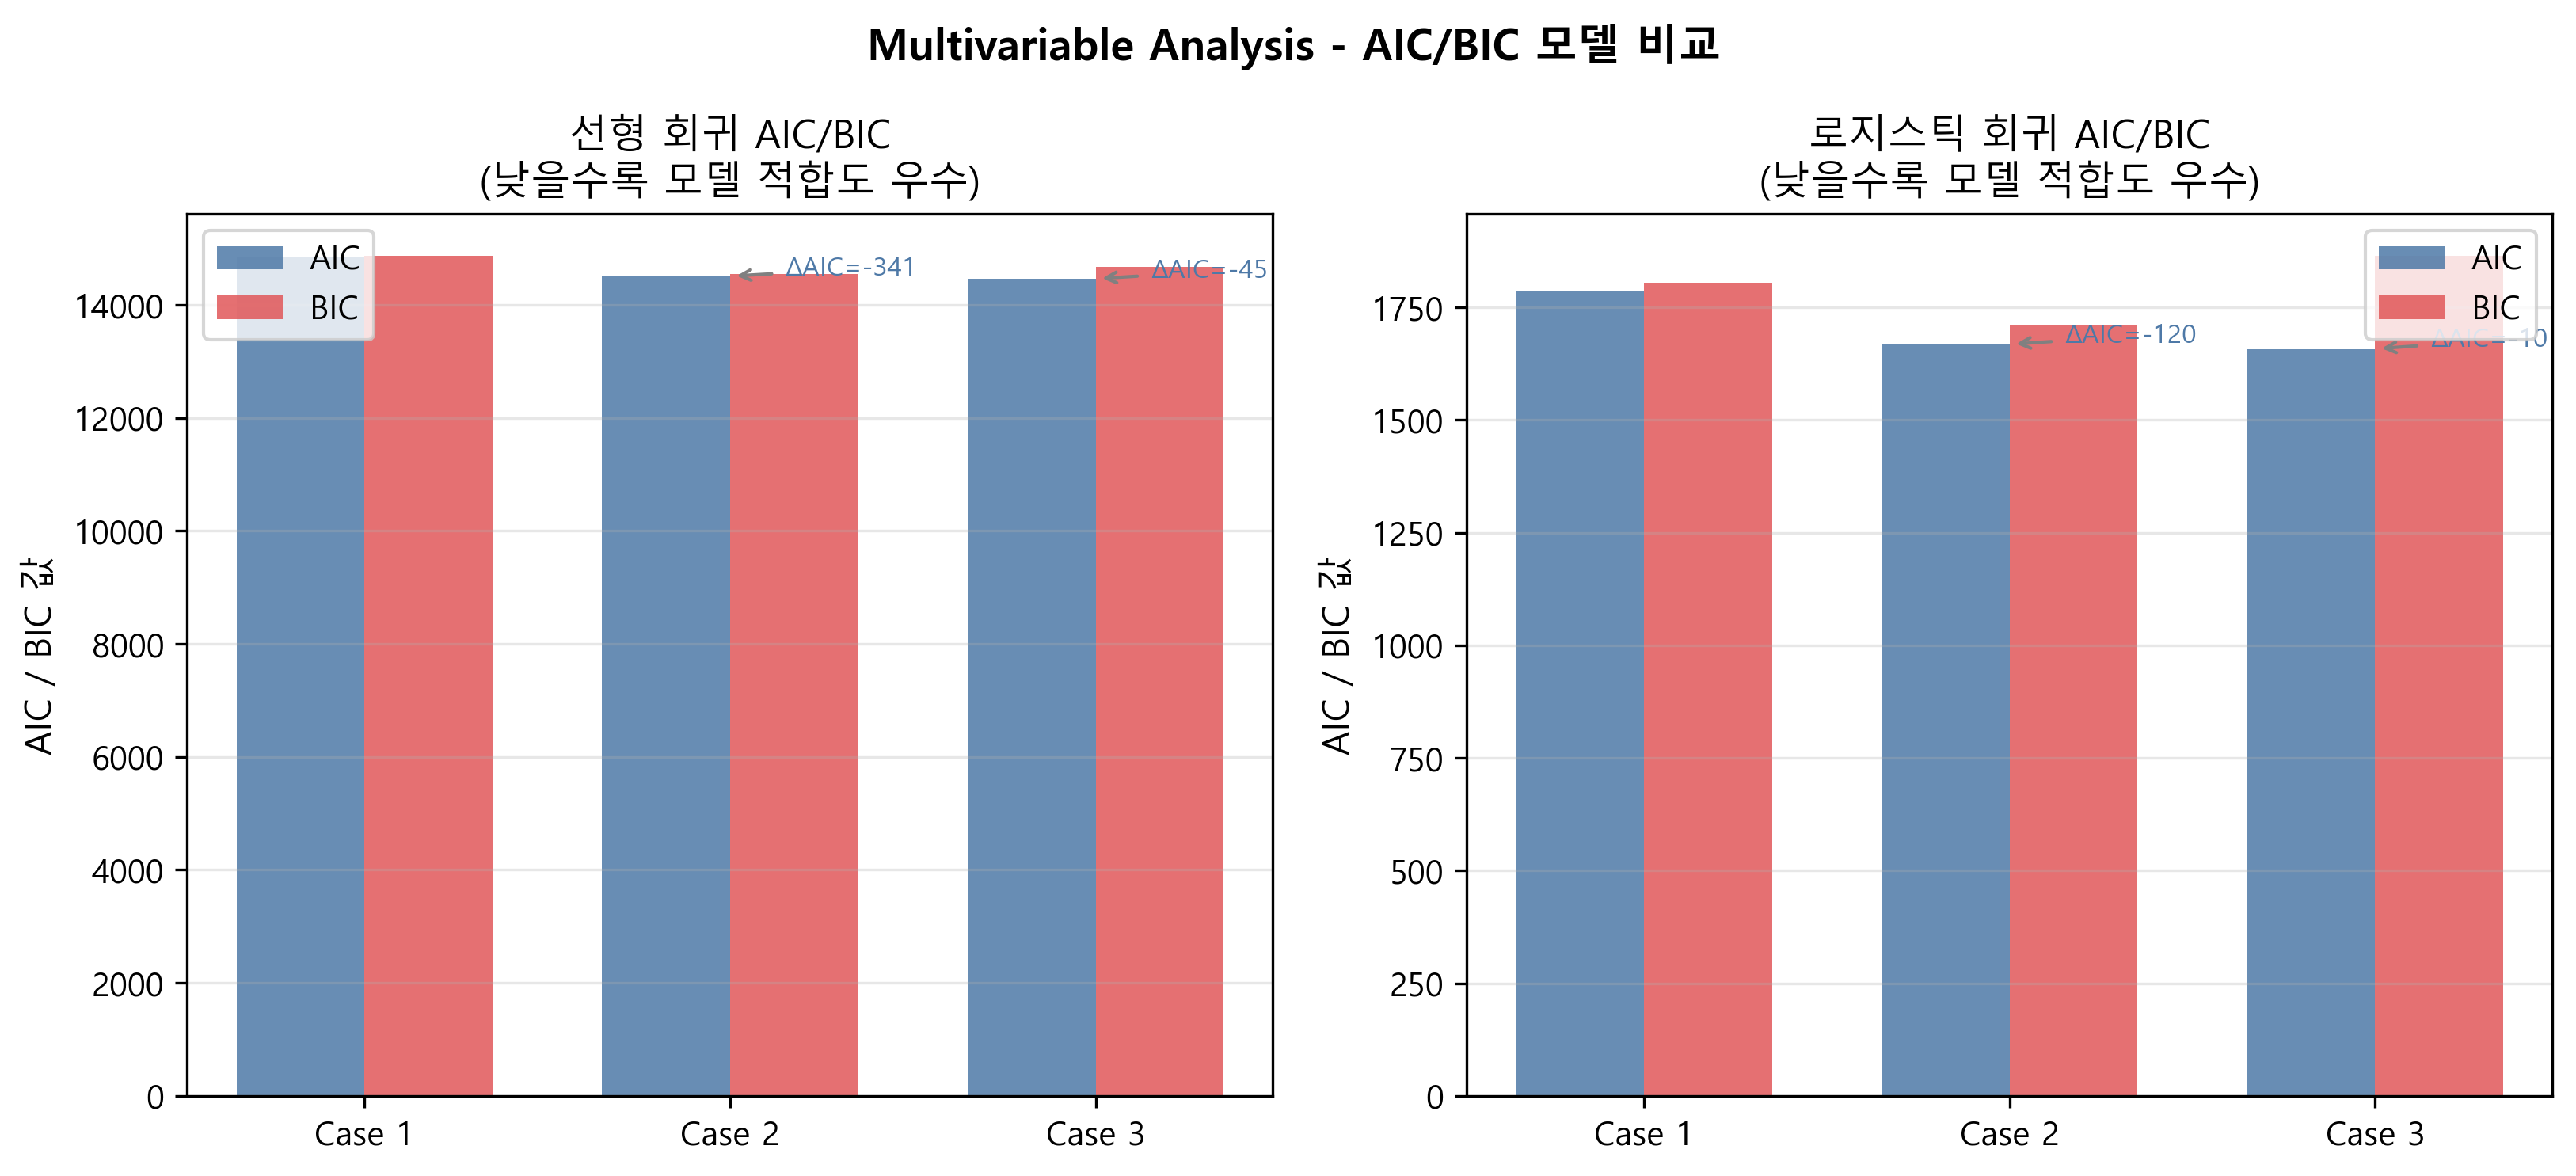 Multivariable Analysis - AIC/BIC 모델 비교
선형 회귀 AIC/BIC
(낮을수록 모델 적합도 우수)
AIC
BIC
ΔAIC=-341
ΔAIC=-45
14000
12000
10000
8000
6000
4000
2000
0
AIC / BIC 값
Case 1
Case 2
Case 3
로지스틱 회귀 AIC/BIC
(낮을수록 모델 적합도 우수)
AIC
BIC
ΔAIC=-120
ΔAIC=-10
1750
1500
1250
1000
750
500
250
0
AIC / BIC 값
Case 1
Case 2
Case 3